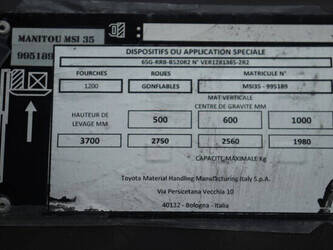 MANITOU MSI 35
995189
DISPOSITIFS OU APPLICATION SPECIALE
65G-RRB-B520R2 N° VER1281365-2R2
FOURCHES ROUES MATRICULE N°
1200 GONFLABLES MSI35 - 995189
MAT VERTICALE
CENTRE DE GRAVITE MM
HAUTEUR DE LEVAGE MM 500 600 1000
3700 2750 2560 1980
CAPACITE MAXIMALE Kg
Toyota Material Handling Manufacturing Italy S.p.A.
Via Persicetana Vecchia 10
40132 - Bologna - Italia